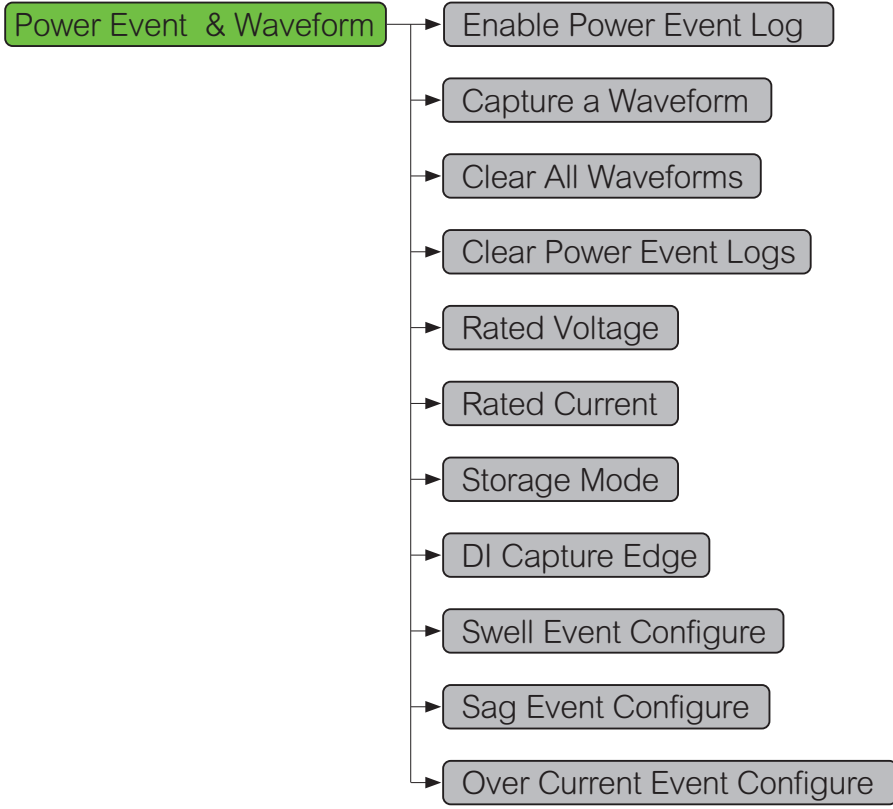 Power Event & Waveform
Enable Power Event Log
Capture a Waveform
Clear All Waveforms
Clear Power Event Logs
Rated Voltage
Rated Current
Storage Mode
DI Capture Edge
Swell Event Configure
Sag Event Configure
Over Current Event Configure